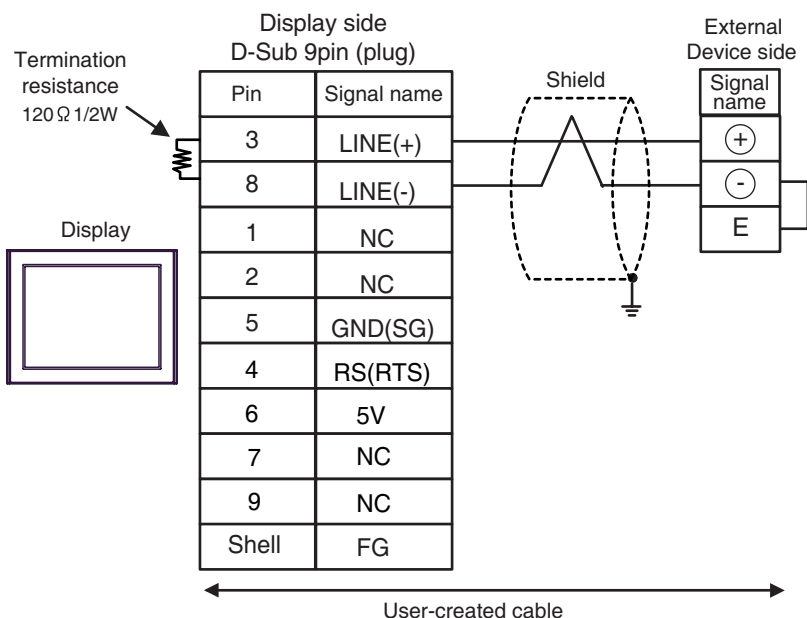 Display side
D-Sub 9pin (plug)
External
Device side
Termination
resistance
120Ω 1/2W
Shield
Pin Signal name
Signal
name
3 LINE(+) +
8 LINE(-) -
1 NC E
Display
2 NC
5 GND(SG)
4 RS(RTS)
6 5V
7 NC
9 NC
Shell FG
User-created cable